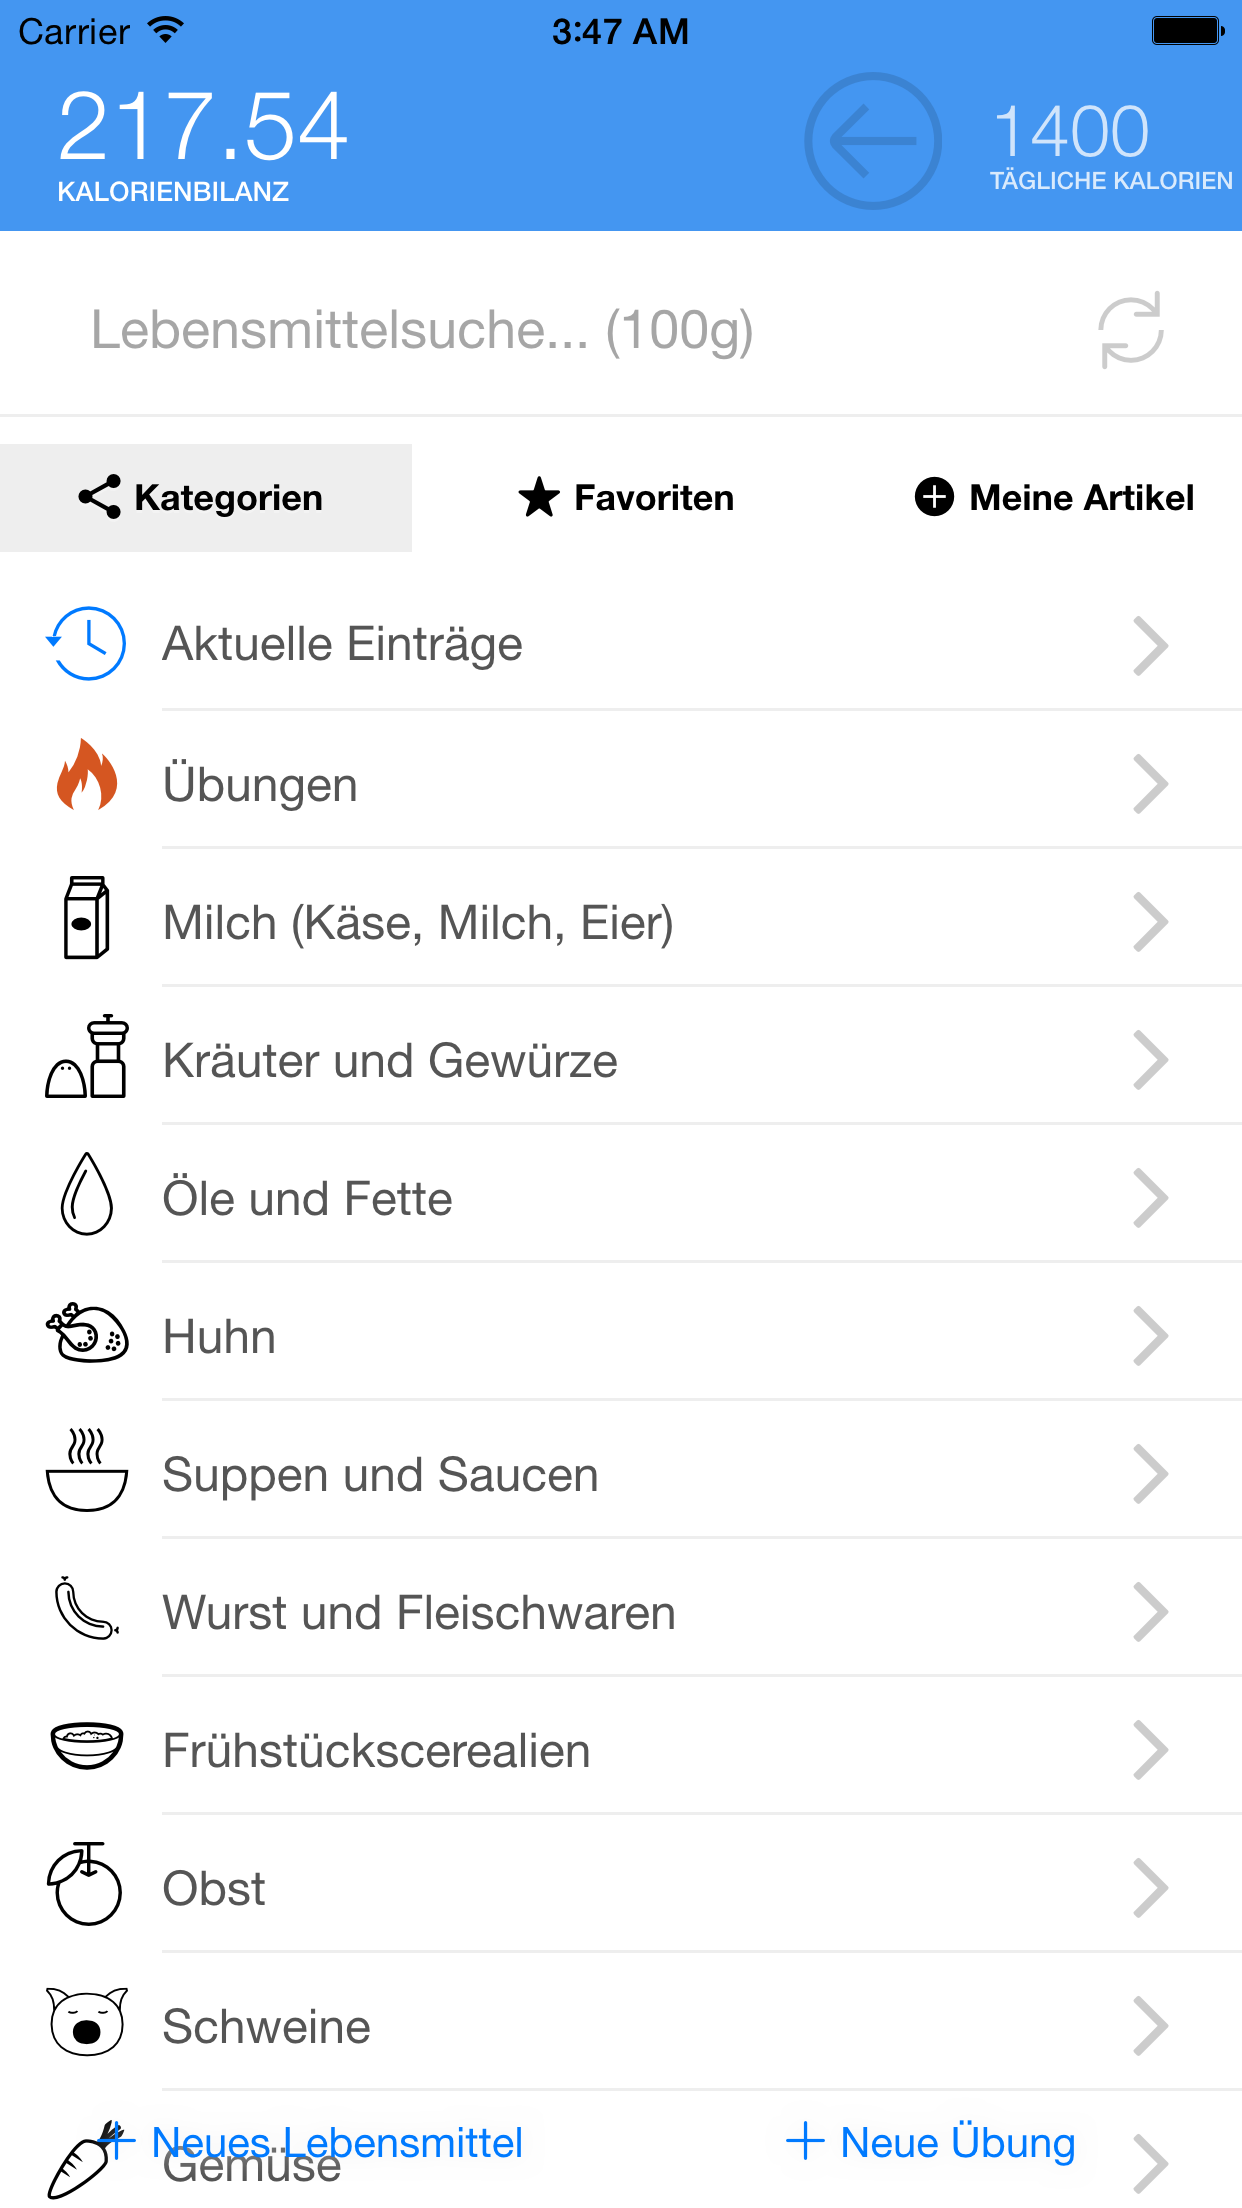 Carrier 3:47 AM
217.54 1400
KALORIENBILANZ TÄGLICHE KALORIEN
Lebensmittelsuche... (100g)
Kategorien Favoriten Meine Artikel
Aktuelle Einträge
Übungen
Milch (Käse, Milch, Eier)
Kräuter und Gewürze
Öle und Fette
Huhn
Suppen und Saucen
Wurst und Fleischwaren
Frühstückscerealien
Obst
Schweine
Neues Lebensmittel Neue Übung
Gemüse